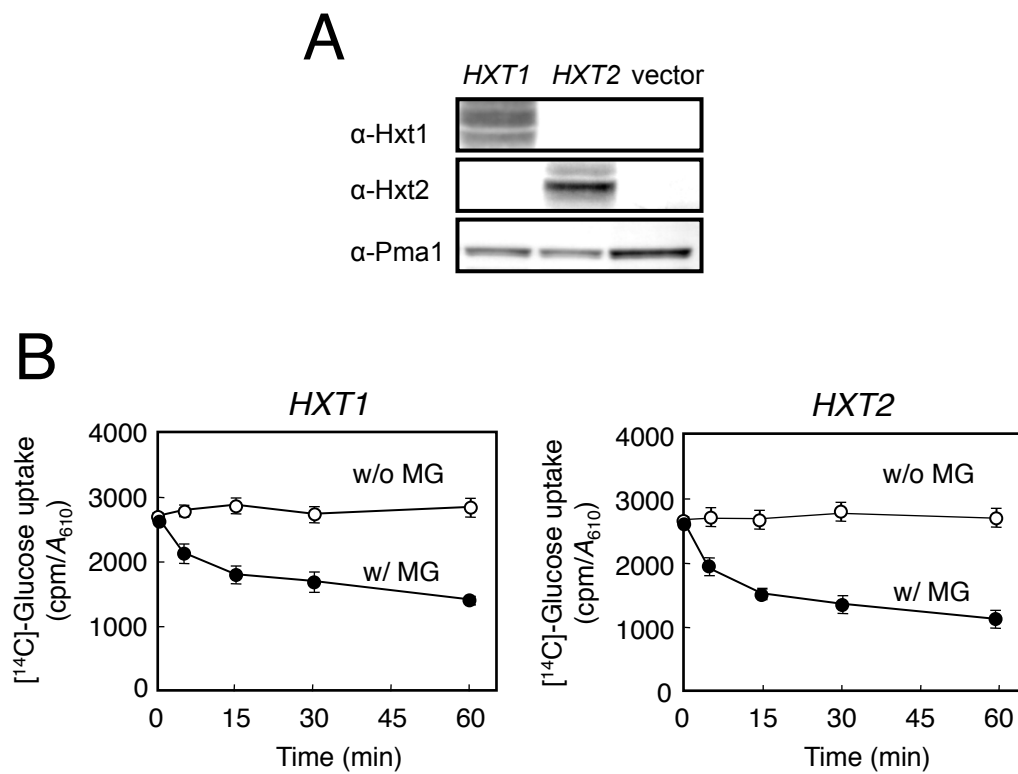 A
HXT1 HXT2 vector
α-Hxt1
α-Hxt2
α-Pma1
B
HXT1
[¹⁴C]-Glucose uptake
(cpm/A₆₁₀)
4000
3000
2000
1000
0
w/o MG
w/ MG
0 15 30 45 60
Time (min)
HXT2
[¹⁴C]-Glucose uptake
(cpm/A₆₁₀)
4000
3000
2000
1000
0
w/o MG
w/ MG
0 15 30 45 60
Time (min)